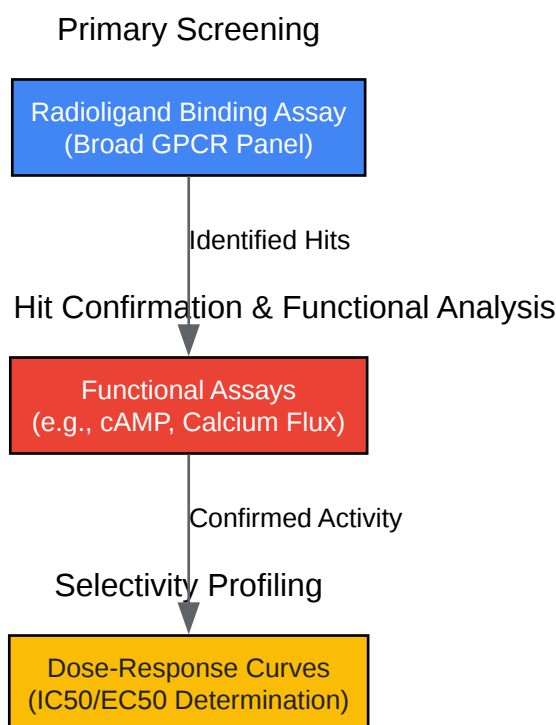 Primary Screening
Radioligand Binding Assay
(Broad GPCR Panel)
Identified Hits
Hit Confirmation & Functional Analysis
Functional Assays
(e.g., cAMP, Calcium Flux)
Confirmed Activity
Selectivity Profiling
Dose-Response Curves
(IC50/EC50 Determination)